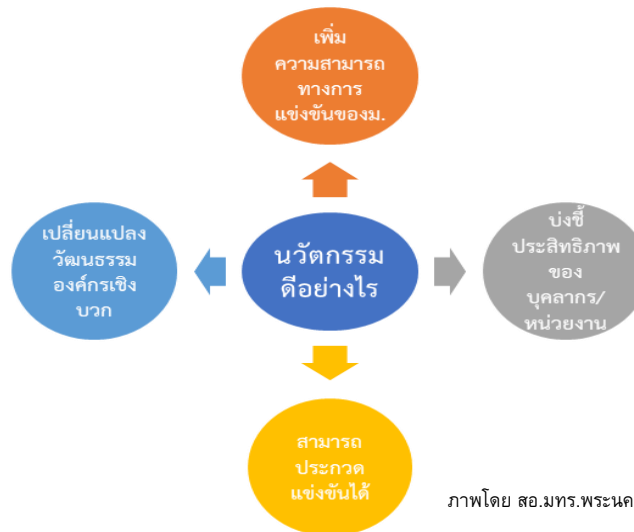 เพิ่ม
ความสามารถ
ทางการ
แข่งขันของม.
เปลี่ยนแปลง
วัฒนธรรม
องค์กรเชิง
บวก
นวัตกรรม
ดีอย่างไร
บ่งชี้
ประสิทธิภาพ
ของ
บุคลากร/
หน่วยงาน
สามารถ
ประกวด
แข่งขันได้
ภาพโดย สอ.มทร.พระนค